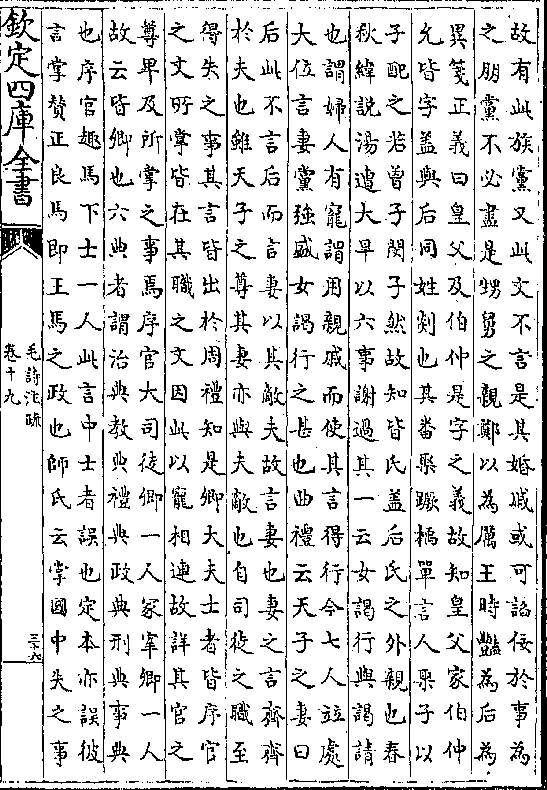 故有此族黨又此文不言是其婚戚或可諂佞於事為
之朋黨不必盡是甥舅之親鄭以為厲王時豔為后為
異箋正義曰皇父及伯仲是字之義故知皇父家伯仲
允皆字蓋與后同姓剡也其番聚蹶楀單言人聚子以
子配之若曾子閔子然故知皆氏蓋后氏之外親也春
秋緯說湯遭大旱以六事謝過其一云女謁行與謁請
也謂婦人有寵謂用親戚而使其言得行今七人竝處
大位言妻黨強盛女謁行之甚也曲禮云天子之妻曰
后此不言后而言妻以其敵夫故言妻也妻之言齊齊
於夫也雖天子之尊其妻亦與夫敵也自司徒之職至
得失之事其言皆出於周禮知是卿大夫士者皆序官
之文所掌皆在其職之文因此以寵相連故詳其官之
尊卑及所掌之事焉序官大司徒卿一人冢宰卿一人
故云皆卿也六典者謂治典教典禮典政典刑典事典
也序官趣馬下士一人此言中士者誤也定本亦誤彼
言掌贊正良馬即王馬之政也師氏云掌國中失之事
欽定四庫全書
毛詩注疏
卷十九
三十六